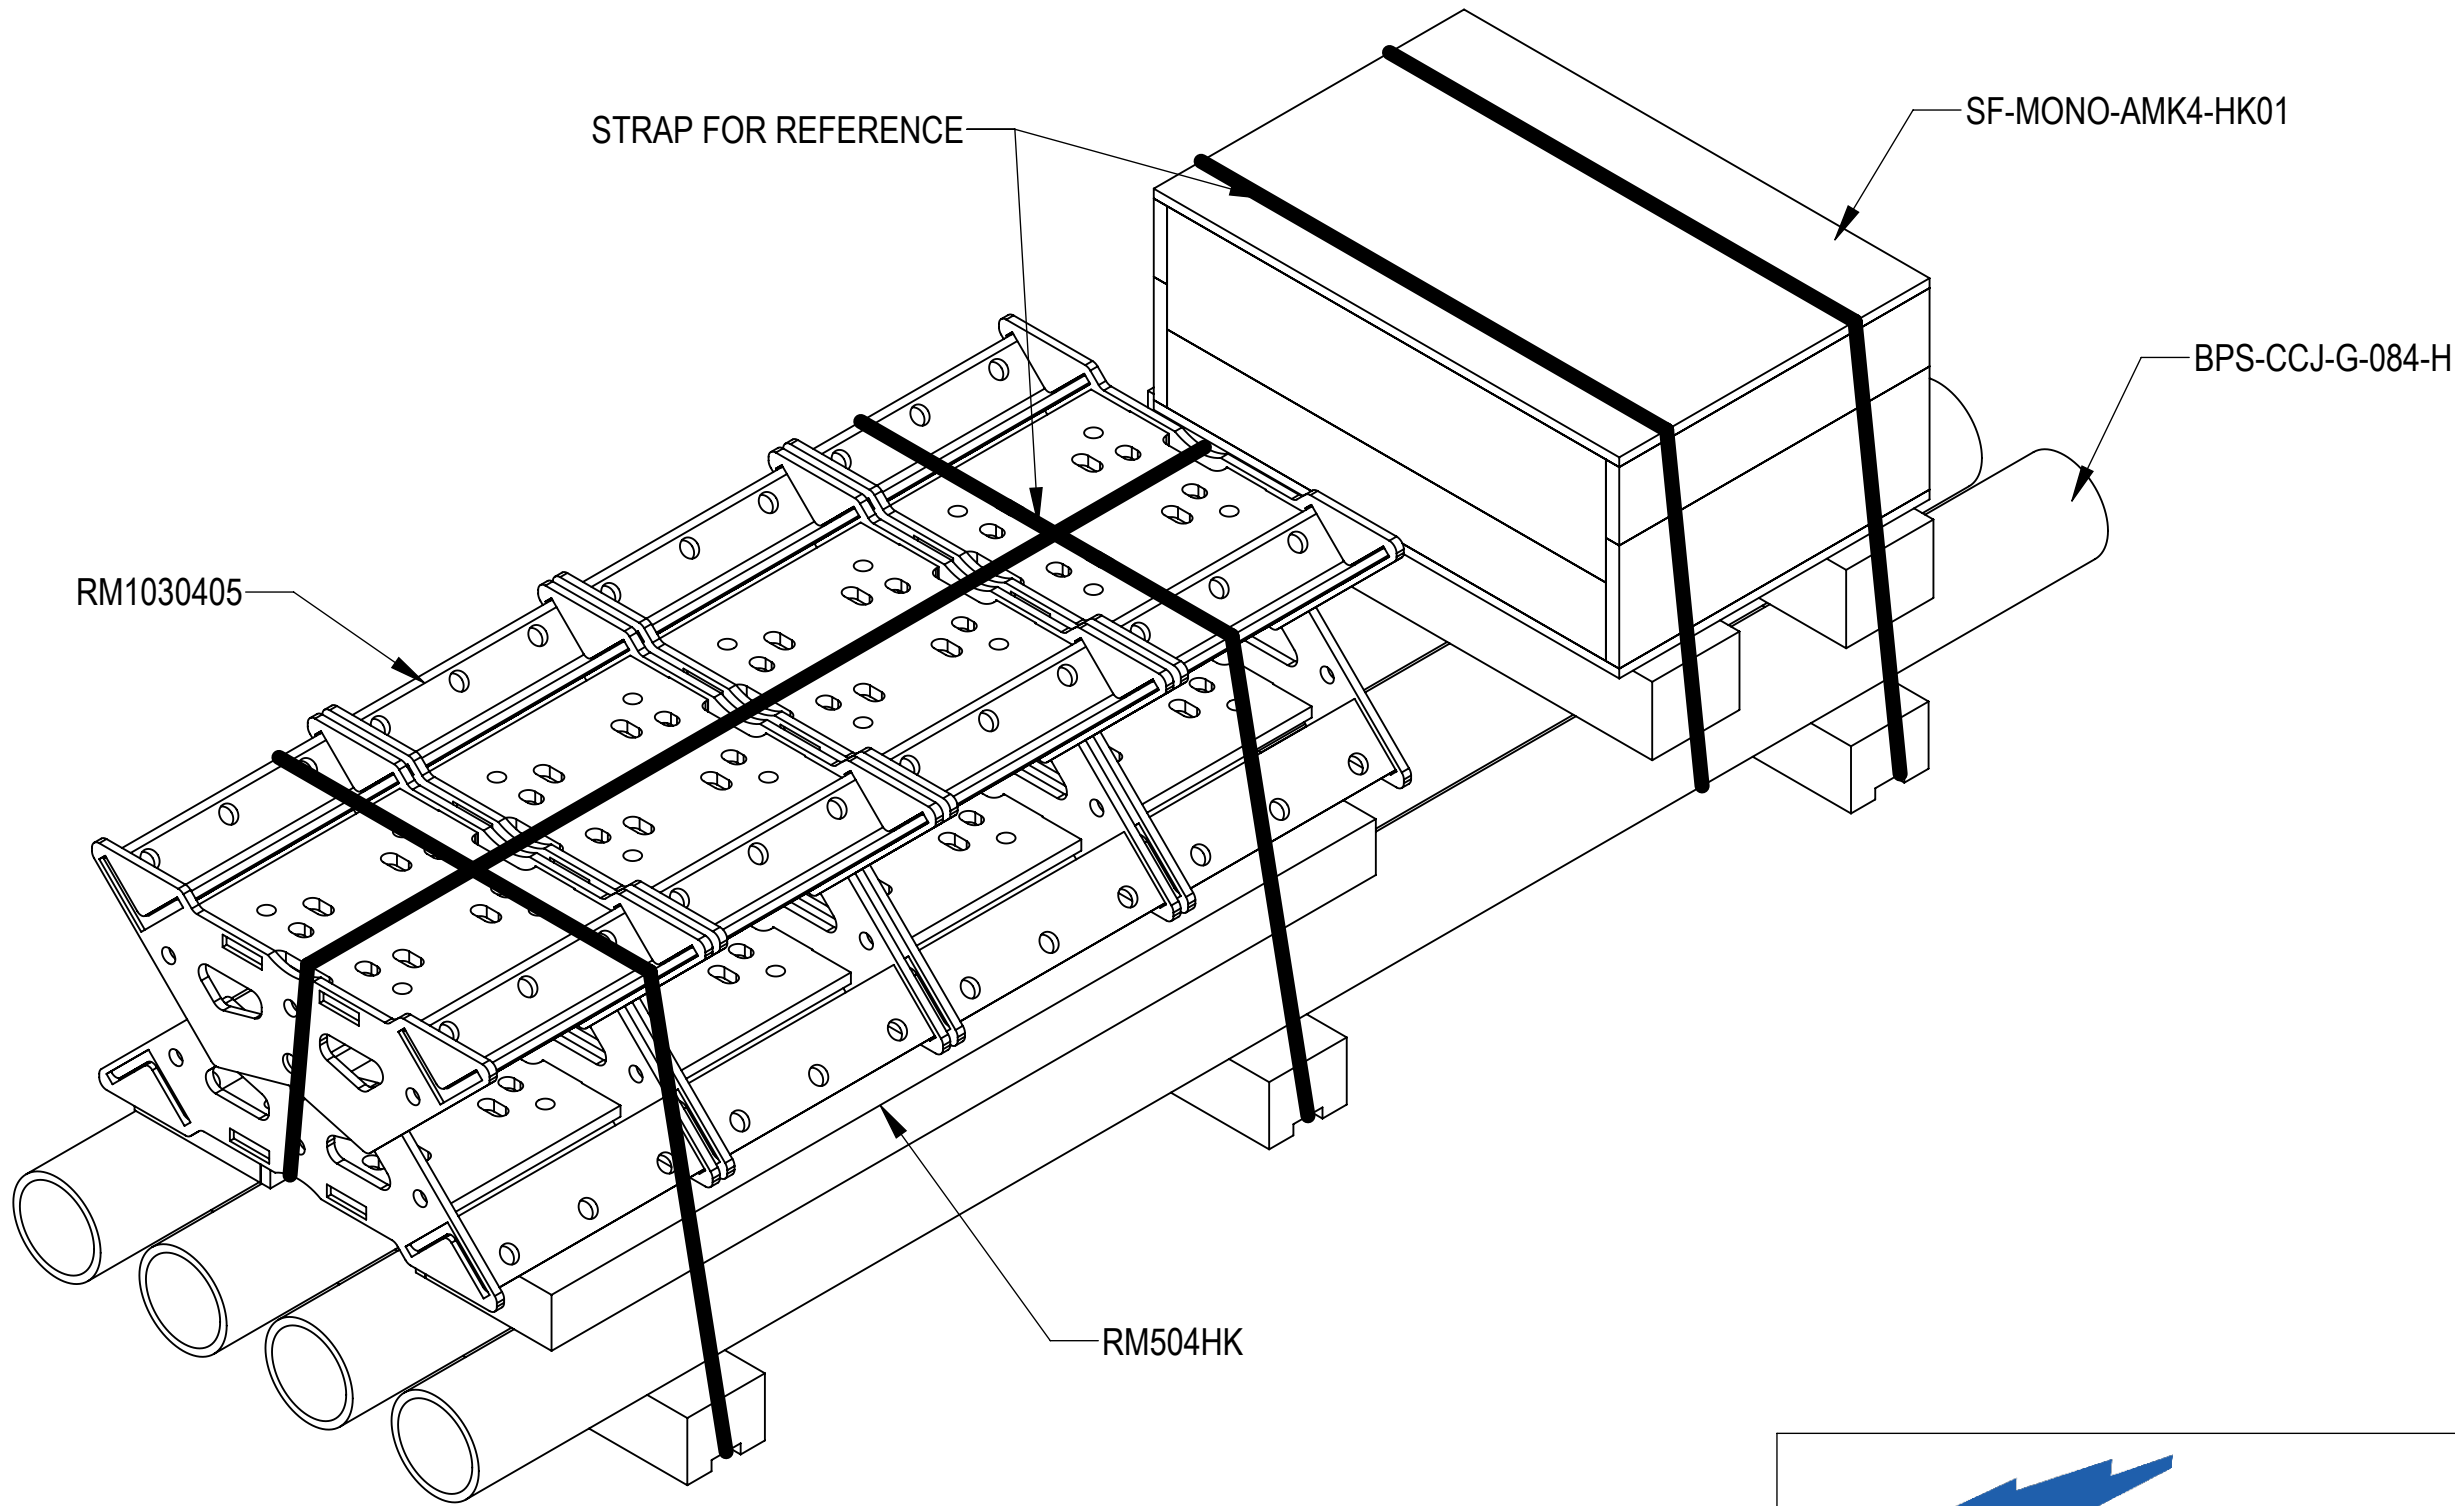 SF-MONO-AMK4-HK01
STRAP FOR REFERENCE
BPS-CCJ-G-084-H
RM1030405
RM504HK